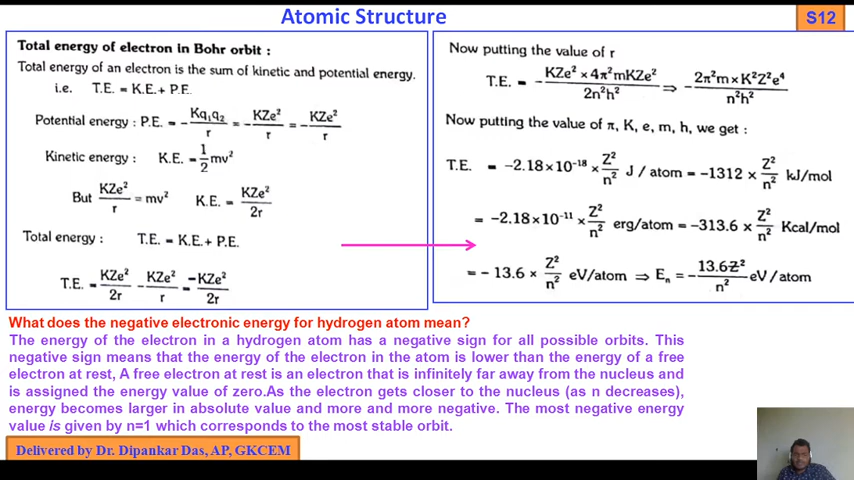 Atomic Structure
S12
Total energy of electron in Bohr orbit :
Total energy of an electron is the sum of kinetic and potential energy.
i.e. T.E. = K.E. + P.E.
Potential energy : P.E. = -Kq₁q₂/r = -KZe²/r = -KZe²/r
Kinetic energy : K.E. = 1/2 mv²
But KZe²/r = mv² K.E. = KZe²/2r
Total energy : T.E. = K.E. + P.E.
T.E. = KZe²/2r - KZe²/r = -KZe²/2r
Now putting the value of r
T.E. = -KZe² × 4π²mKZe²/2n²h² ⇒ -2π²m × K²Z²e⁴/n²h²
Now putting the value of π, K, e, m, h, we get :
T.E. = -2.18×10⁻¹⁸ × Z²/n² J / atom = -1312 × Z²/n² kJ/mol
= -2.18×10⁻¹¹ × Z²/n² erg/atom = -313.6 × Z²/n² Kcal/mol
= - 13.6 × Z²/n² eV/atom ⇒ Eₙ = -13.6Z²/n² eV/atom
What does the negative electronic energy for hydrogen atom mean?
The energy of the electron in a hydrogen atom has a negative sign for all possible orbits. This
negative sign means that the energy of the electron in the atom is lower than the energy of a free
electron at rest, A free electron at rest is an electron that is infinitely far away from the nucleus and
is assigned the energy value of zero.As the electron gets closer to the nucleus (as n decreases),
energy becomes larger in absolute value and more and more negative. The most negative energy
value is given by n=1 which corresponds to the most stable orbit.
Delivered by Dr. Dipankar Das, AP, GKCEM